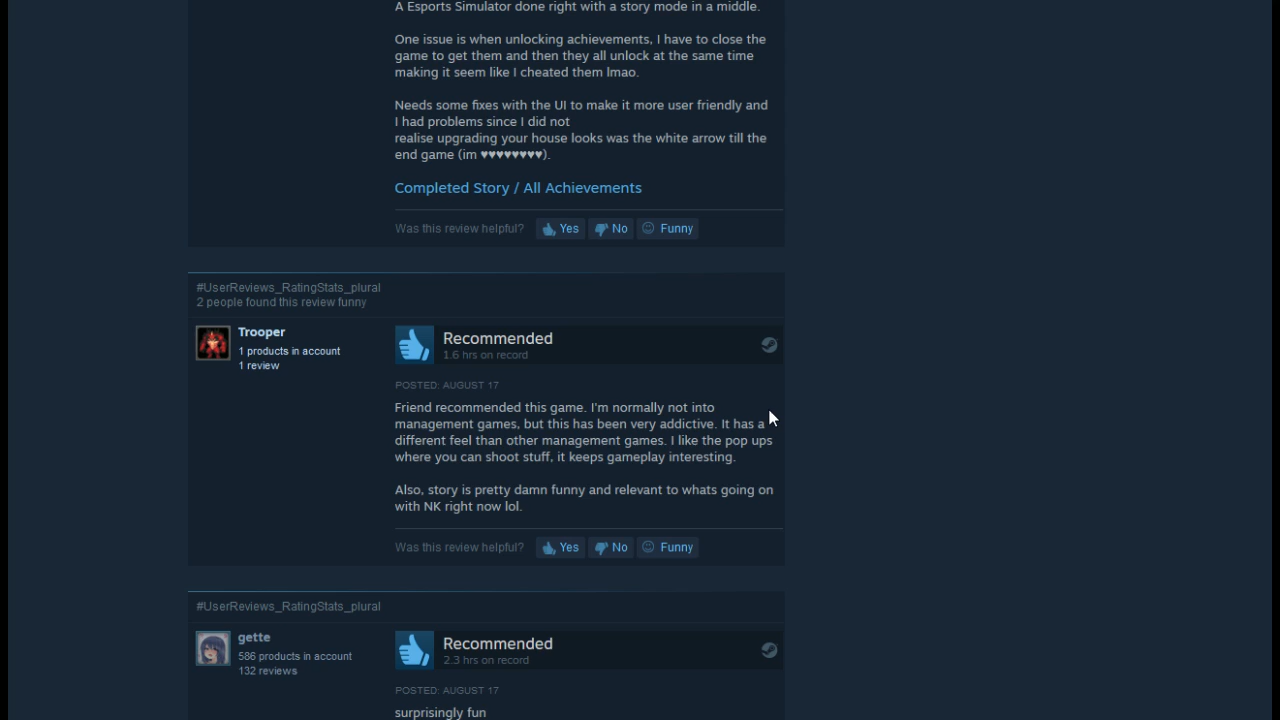 A Esports Simulator done right with a story mode in a middle.
One issue is when unlocking achievements, I have to close the
game to get them and then they all unlock at the same time
making it seem like I cheated them lmao.
Needs some fixes with the UI to make it more user friendly and
I had problems since I did not
realise upgrading your house looks was the white arrow till the
end game (im ♥♥♥♥♥♥♥♥).
Completed Story / All Achievements
Was this review helpful? Yes No Funny
#UserReviews_RatingStats_plural
2 people found this review funny
Trooper
1 products in account
1 review
Recommended
1.6 hrs on record
POSTED: AUGUST 17
Friend recommended this game. I'm normally not into
management games, but this has been very addictive. It has a
different feel than other management games. I like the pop ups
where you can shoot stuff, it keeps gameplay interesting.
Also, story is pretty damn funny and relevant to whats going on
with NK right now lol.
Was this review helpful? Yes No Funny
#UserReviews_RatingStats_plural
gette
586 products in account
132 reviews
Recommended
2.3 hrs on record
POSTED: AUGUST 17
surprisingly fun